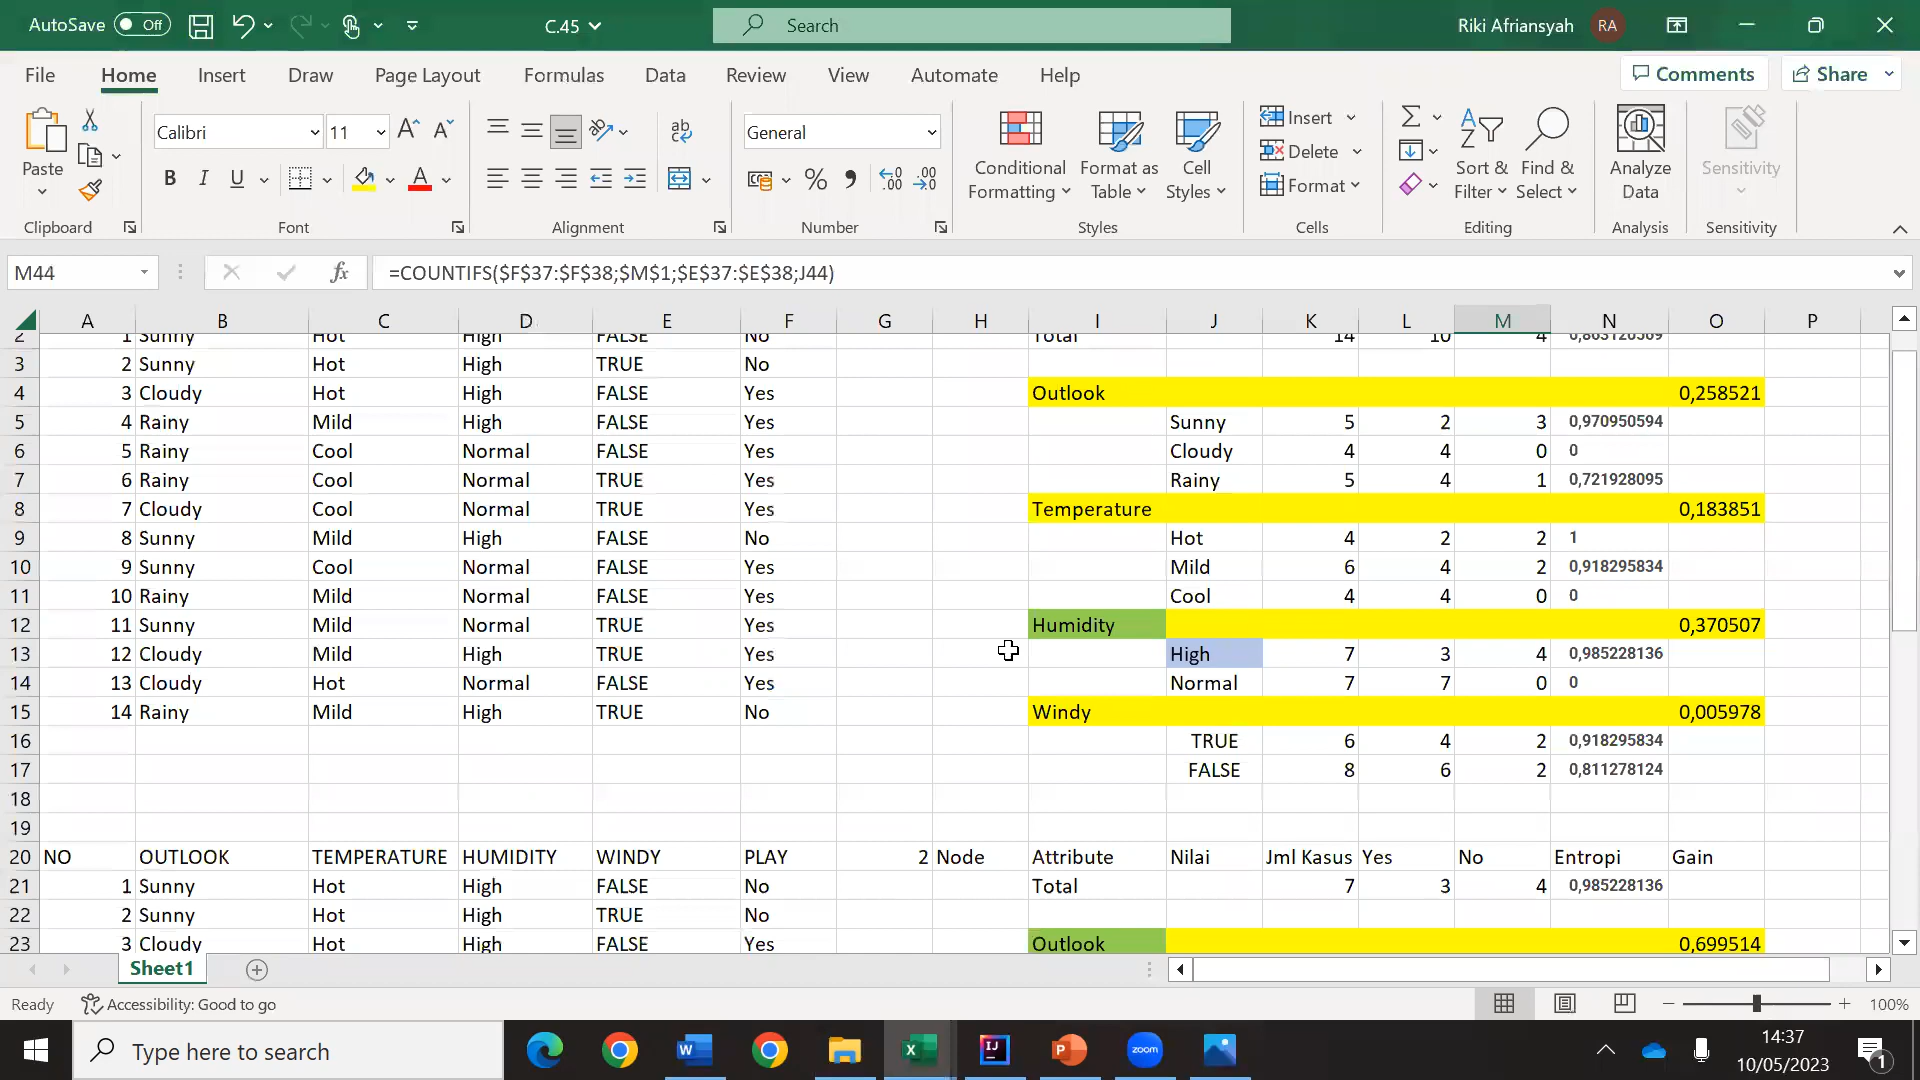 AutoSave Off C.45 Search Riki Afriansyah RA
File Home Insert Draw Page Layout Formulas Data Review View Automate Help Comments Share
Paste Calibri 11 General Conditional Formatting Format as Table Cell Styles Insert Delete Format Sort & Filter Find & Select Analyze Data Sensitivity
Clipboard Font Alignment Number Styles Cells Editing Analysis Sensitivity
M44 fx =COUNTIFS($F$37:$F$38;$M$1;$E$37:$E$38;J44)
A B C D E F G H I J K L M N O P
2 1 Sunny Hot High FALSE No Total 14 10 4 0,863120569
3 2 Sunny Hot High TRUE No
4 3 Cloudy Hot High FALSE Yes Outlook 0,258521
5 4 Rainy Mild High FALSE Yes Sunny 5 2 3 0,970950594
6 5 Rainy Cool Normal FALSE Yes Cloudy 4 4 0 0
7 6 Rainy Cool Normal TRUE Yes Rainy 5 4 1 0,721928095
8 7 Cloudy Cool Normal TRUE Yes Temperature 0,183851
9 8 Sunny Mild High FALSE No Hot 4 2 2 1
10 9 Sunny Cool Normal FALSE Yes Mild 6 4 2 0,918295834
11 10 Rainy Mild Normal FALSE Yes Cool 4 4 0 0
12 11 Sunny Mild Normal TRUE Yes Humidity 0,370507
13 12 Cloudy Mild High TRUE Yes High 7 3 4 0,985228136
14 13 Cloudy Hot Normal FALSE Yes Normal 7 7 0 0
15 14 Rainy Mild High TRUE No Windy 0,005978
16 TRUE 6 4 2 0,918295834
17 FALSE 8 6 2 0,811278124
18
19
20 NO OUTLOOK TEMPERATURE HUMIDITY WINDY PLAY 2 Node Attribute Nilai Jml Kasus Yes No Entropi Gain
21 1 Sunny Hot High FALSE No Total 7 3 4 0,985228136
22 2 Sunny Hot High TRUE No
23 3 Cloudy Hot High FALSE Yes Outlook 0,699514
Sheet1
Ready Accessibility: Good to go 100%
Type here to search 14:37
10/05/2023 1